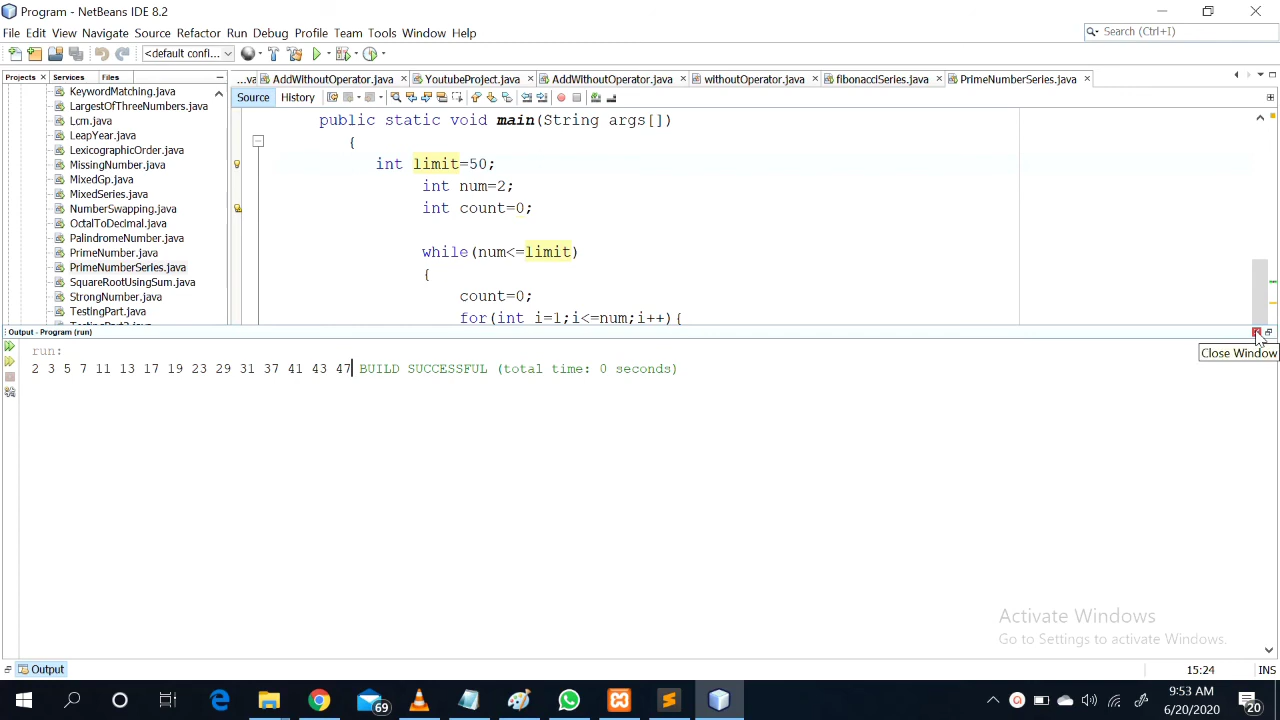 Program - NetBeans IDE 8.2
File Edit View Navigate Source Refactor Run Debug Profile Team Tools Window Help
Search (Ctrl+I)
<default confi...
Projects Services Files
...va AddWithoutOperator.java YoutubeProject.java AddWithoutOperator.java withoutOperator.java fibonacciSeries.java PrimeNumberSeries.java
Source History
KeywordMatching.java
LargestOfThreeNumbers.java
Lcm.java
LeapYear.java
LexicographicOrder.java
MissingNumber.java
MixedGp.java
MixedSeries.java
NumberSwapping.java
OctalToDecimal.java
PalindromeNumber.java
PrimeNumber.java
PrimeNumberSeries.java
SquareRootUsingSum.java
StrongNumber.java
TestingPart.java
public static void main(String args[])
{
int limit=50;
int num=2;
int count=0;
while(num<=limit)
{
count=0;
for(int i=1;i<=num;i++){
Output - Program (run)
Close Window
run:
2 3 5 7 11 13 17 19 23 29 31 37 41 43 47 BUILD SUCCESSFUL (total time: 0 seconds)
Activate Windows
Go to Settings to activate Windows.
Output
15:24 INS
69
9:53 AM
6/20/2020
20